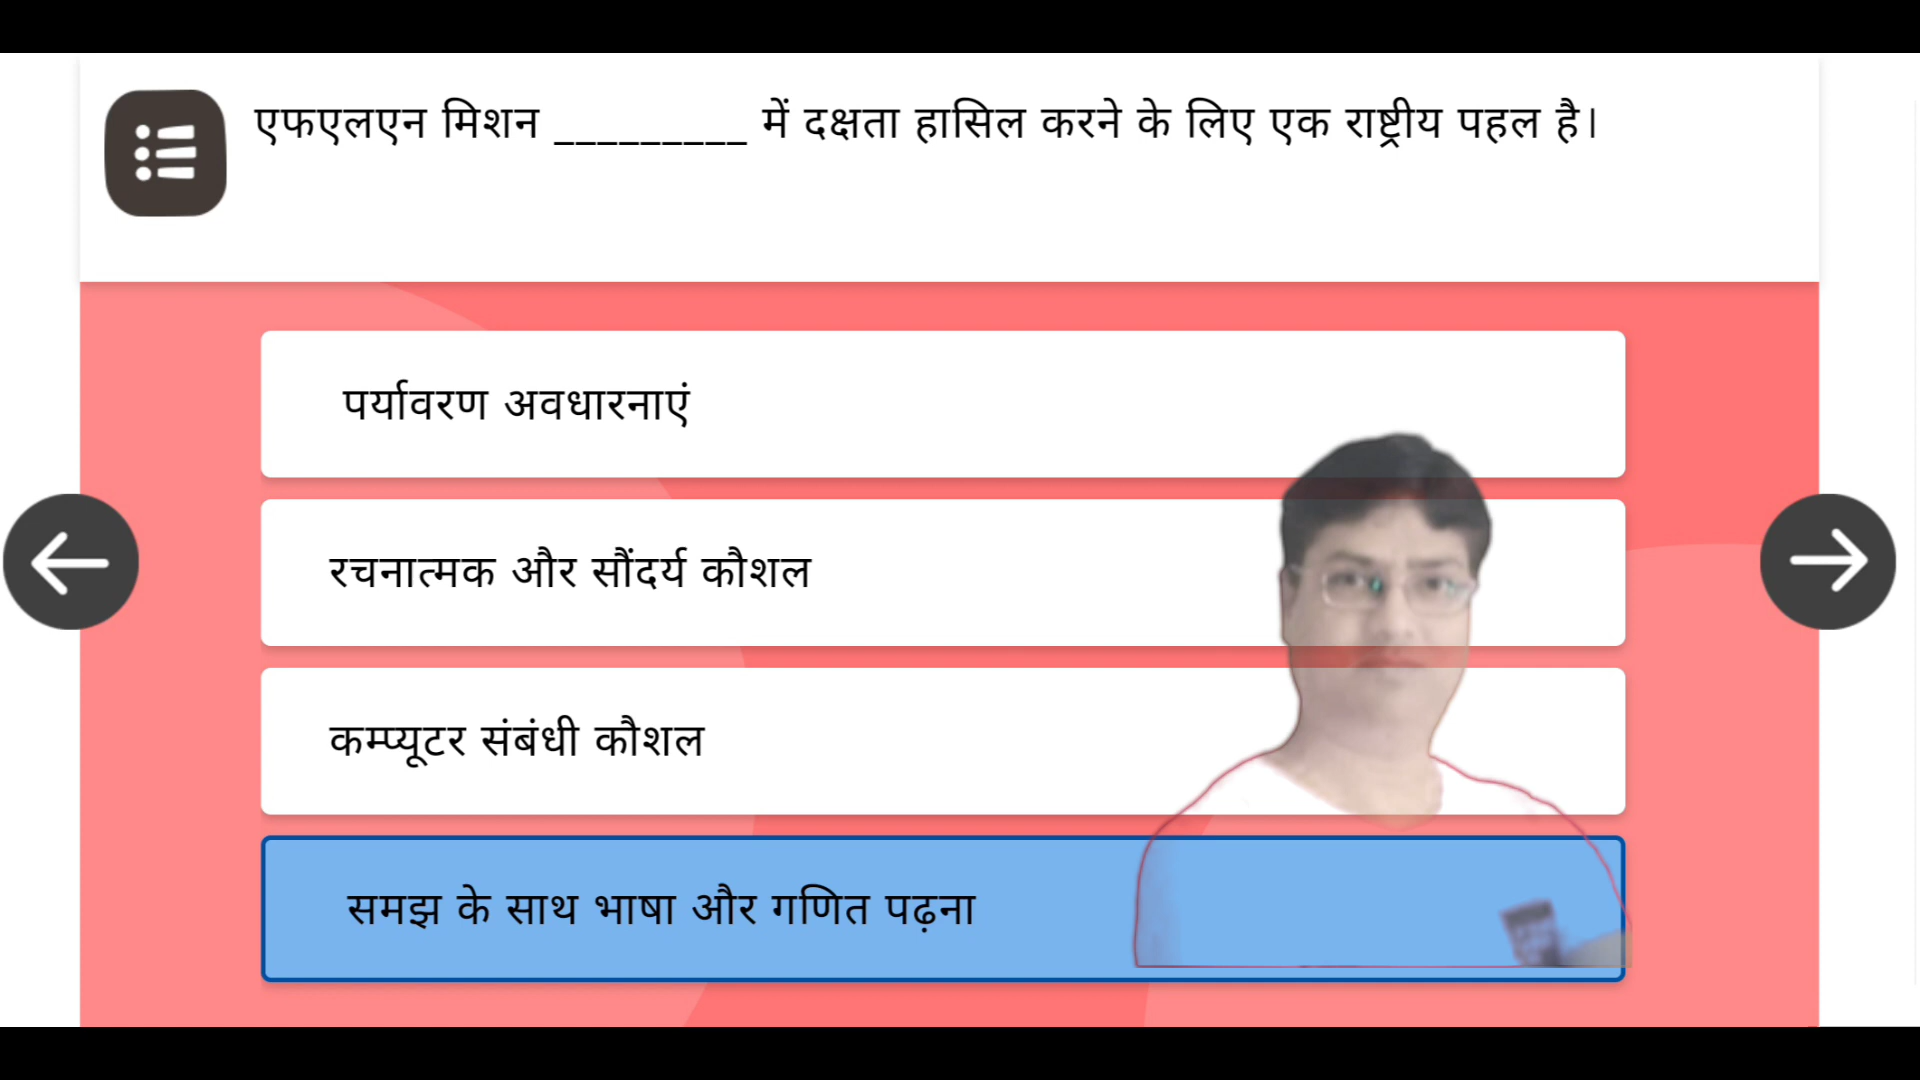 एफएलएन मिशन _________ में दक्षता हासिल करने के लिए एक राष्ट्रीय पहल है।
पर्यावरण अवधारनाएं
रचनात्मक और सौंदर्य कौशल
कम्प्यूटर संबंधी कौशल
समझ के साथ भाषा और गणित पढ़ना